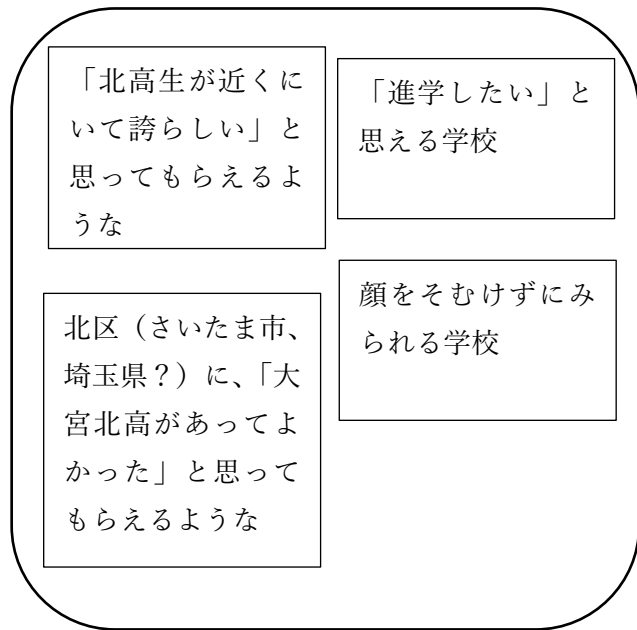 「北高生が近くに
いて誇らしい」と
思ってもらえるよ
うな
「進学したい」と
思える学校
北区（さいたま市、
埼玉県？）に、「大
宮北高があってよ
かった」と思って
もらえるような
顔をそむけずにみ
られる学校